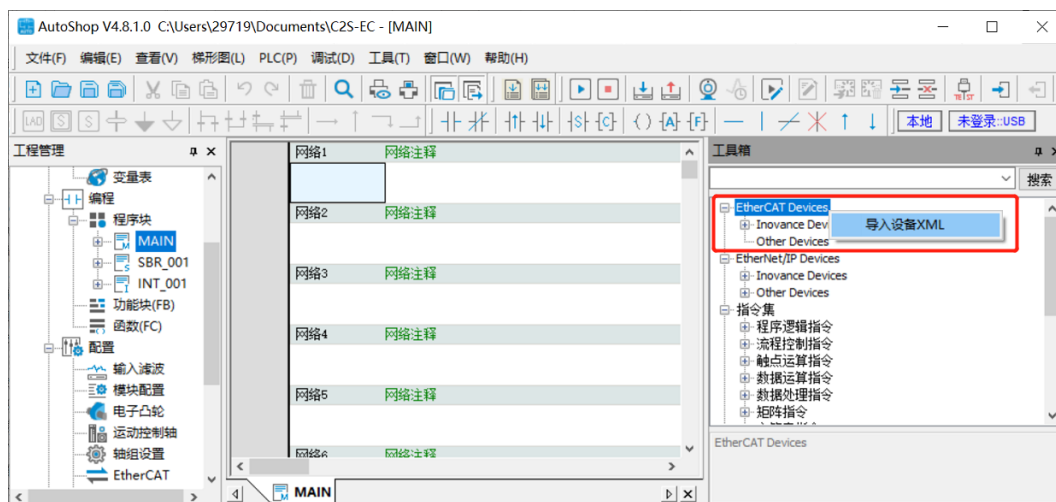 AutoShop V4.8.1.0 C:\Users\29719\Documents\C2S-EC - [MAIN]
文件(F) 编辑(E) 查看(V) 梯形图(L) PLC(P) 调试(D) 工具(T) 窗口(W) 帮助(H)
TEST
LAD S S S C A F 本地 未登录::USB
工程管理
变量表
编程
程序块
MAIN
SBR_001
INT_001
功能块(FB)
函数(FC)
配置
输入滤波
模块配置
电子凸轮
运动控制轴
轴组设置
EtherCAT
网络1 网络注释
网络2 网络注释
网络3 网络注释
网络4 网络注释
网络5 网络注释
网络6 网络注释
MAIN
工具箱
搜索
EtherCAT Devices
Inovance Devi
导入设备XML
Other Devices
EtherNet/IP Devices
Inovance Devices
Other Devices
指令集
程序逻辑指令
流程控制指令
触点运算指令
数据运算指令
数据处理指令
矩阵指令
EtherCAT Devices